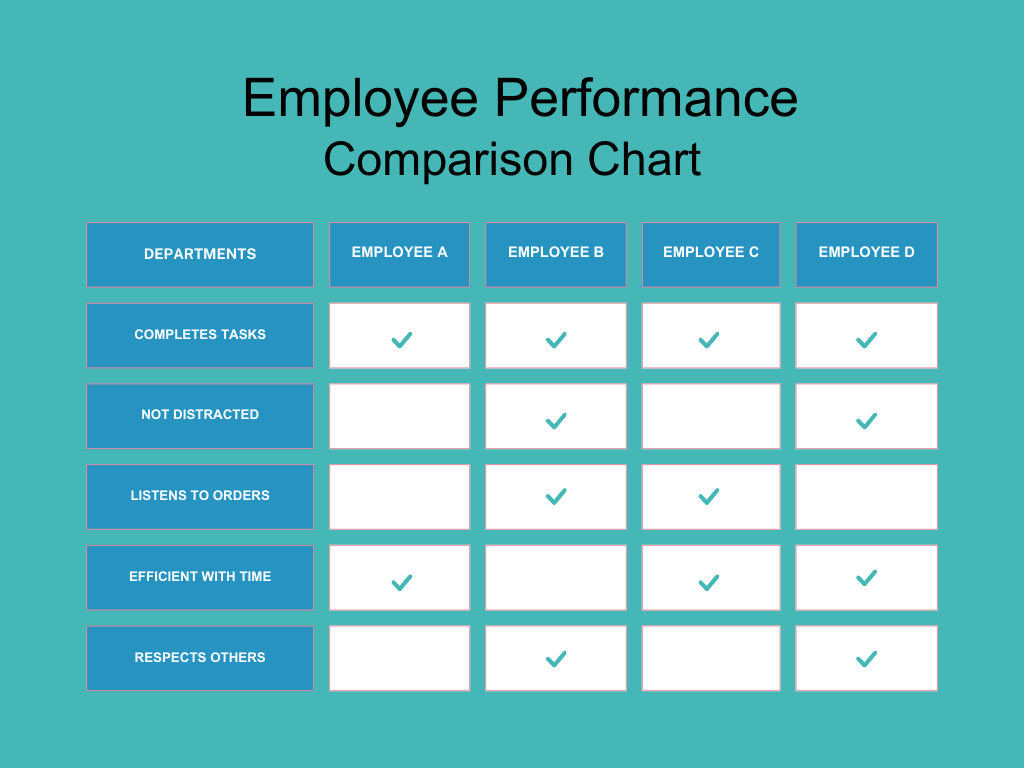 Employee Performance
Comparison Chart
DEPARTMENTS
EMPLOYEE A
EMPLOYEE B
EMPLOYEE C
EMPLOYEE D
COMPLETES TASKS
NOT DISTRACTED
LISTENS TO ORDERS
EFFICIENT WITH TIME
RESPECTS OTHERS